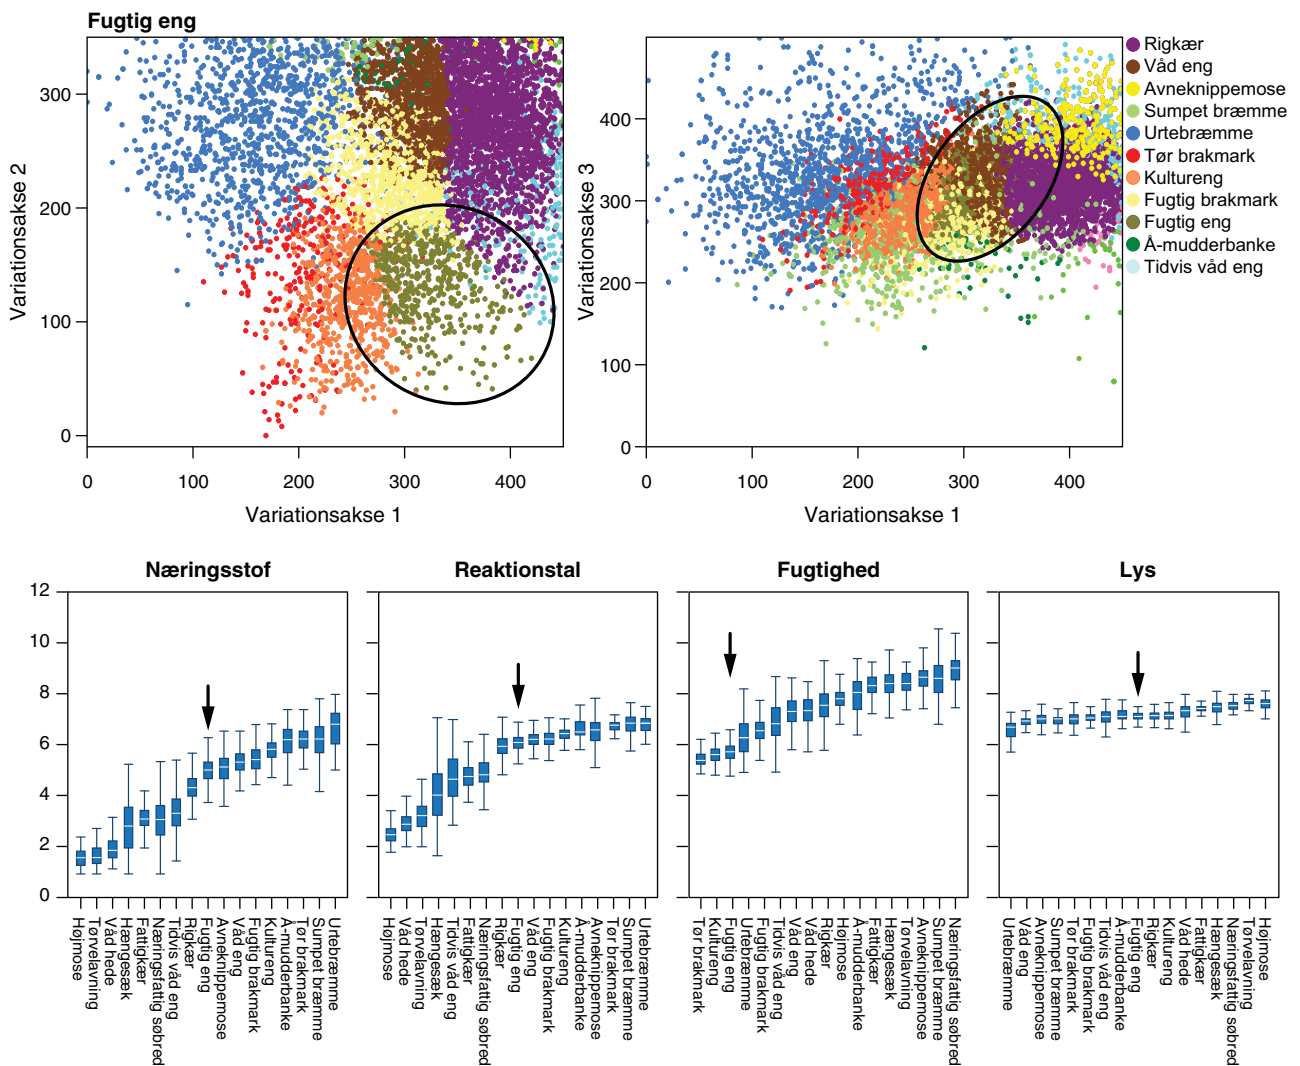 Fugtig eng
300
200
100
0
Variationsakse 2
0
100
200
300
400
Variationsakse 1
400
300
200
100
0
Variationsakse 3
0
100
200
300
400
Variationsakse 1
Rigkær
Våd eng
Avneknippemose
Sumpet bræmme
Urtebræmme
Tør brakmark
Kultureng
Fugtig brakmark
Fugtig eng
Å-mudderbanke
Tidvis våd eng
Næringsstof
12
10
8
6
4
2
0
Højmose
Tørvelavning
Våd hede
Hængesæk
Fattigkær
Næringsfattig søbred
Tidvis våd eng
Rigkær
Fugtig eng
Avneknippemose
Våd eng
Fugtig brakmark
Kultureng
Å-mudderbanke
Tør brakmark
Sumpet bræmme
Urtebræmme
Reaktionstal
Højmose
Våd hede
Tørvelavning
Hængesæk
Tidvis våd eng
Fattigkær
Næringsfattig søbred
Rigkær
Fugtig eng
Våd eng
Fugtig brakmark
Kultureng
Å-mudderbanke
Avneknippemose
Tør brakmark
Sumpet bræmme
Urtebræmme
Fugtighed
Tør brakmark
Kultureng
Fugtig eng
Urtebræmme
Fugtig brakmark
Tidvis våd eng
Våd eng
Våd hede
Rigkær
Højmose
Å-mudderbanke
Fattigkær
Hængesæk
Tørvelavning
Avneknippemose
Sumpet bræmme
Næringsfattig søbred
Lys
Urtebræmme
Våd eng
Avneknippemose
Sumpet bræmme
Tør brakmark
Fugtig brakmark
Tidvis våd eng
Å-mudderbanke
Fugtig eng
Rigkær
Kultureng
Våd hede
Fattigkær
Hængesæk
Næringsfattig søbred
Tørvelavning
Højmose